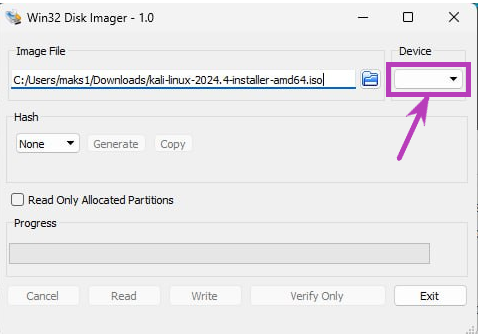 Win32 Disk Imager - 1.0
Image File
Device
C:/Users/maks1/Downloads/kali-linux-2024.4-installer-amd64.iso
Hash
None
Generate
Copy
Read Only Allocated Partitions
Progress
Cancel
Read
Write
Verify Only
Exit